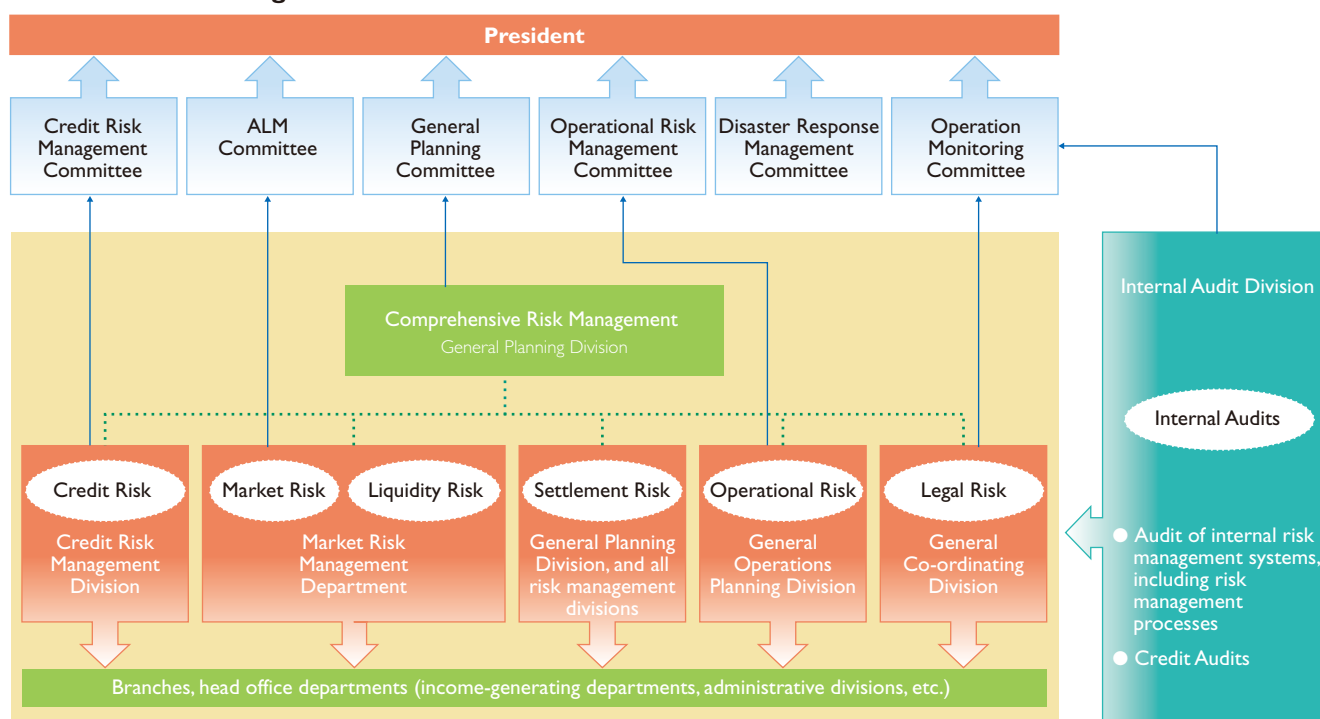 President
Credit Risk
Management
Committee
ALM
Committee
General
Planning
Committee
Operational Risk
Management
Committee
Disaster Response
Management
Committee
Operation
Monitoring
Committee
Comprehensive Risk Management
General Planning Division
Internal Audit Division
Internal Audits
Credit Risk
Credit Risk
Management
Division
Market Risk
Liquidity Risk
Market Risk
Management
Department
Settlement Risk
General Planning
Division, and all
risk management
divisions
Operational Risk
General
Operations
Planning Division
Legal Risk
General
Co-ordinating
Division
● Audit of internal risk
management systems,
including risk
management
processes
● Credit Audits
Branches, head office departments (income-generating departments, administrative divisions, etc.)